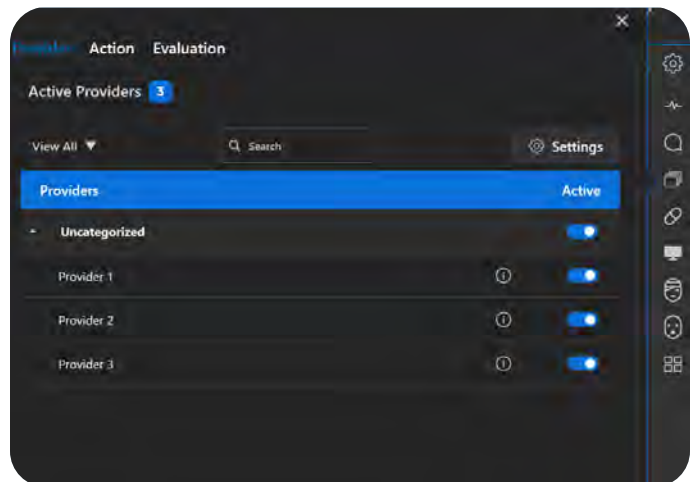 Action Evaluation
Active Providers 3
View All Search Settings
Providers Active
Uncategorized
Provider 1
Provider 2
Provider 3